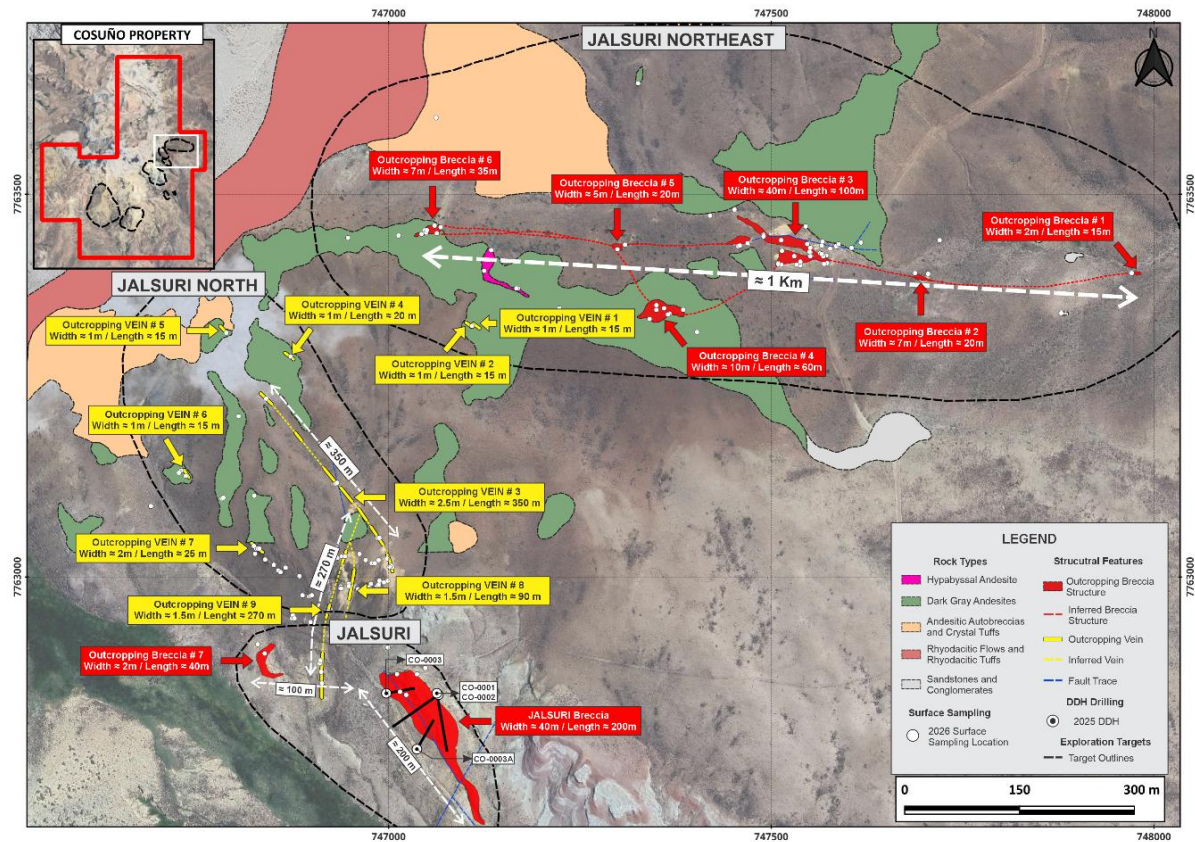 747000
747500
748000
COSUÑO PROPERTY
JALSURI NORTHEAST
N
Outcropping Breccia # 6
Width ≈ 7m / Length ≈ 35m
Outcropping Breccia # 5
Width ≈ 5m / Length ≈ 20m
Outcropping Breccia # 3
Width ≈ 40m / Length ≈ 100m
Outcropping Breccia # 1
Width ≈ 2m / Length ≈ 15m
7763500
7763500
≈ 1 Km
JALSURI NORTH
Outcropping VEIN # 4
Width ≈ 1m / Length ≈ 20 m
Outcropping VEIN # 5
Width ≈ 1m / Length ≈ 15 m
Outcropping VEIN # 1
Width ≈ 1m / Length ≈ 15 m
Outcropping VEIN # 2
Width ≈ 1m / Length ≈ 15 m
Outcropping Breccia # 2
Width ≈ 7m / Length ≈ 20m
Outcropping Breccia # 4
Width ≈ 10m / Length ≈ 60m
Outcropping VEIN # 6
Width ≈ 1m / Length ≈ 15 m
≈ 350 m
Outcropping VEIN # 3
Width ≈ 2.5m / Length ≈ 350 m
Outcropping VEIN # 7
Width ≈ 2m / Length ≈ 25 m
≈ 270 m
Outcropping VEIN # 8
Width ≈ 1.5m / Length ≈ 90 m
Outcropping VEIN # 9
Width ≈ 1.5m / Lenght ≈ 270 m
7763000
7763000
JALSURI
Outcropping Breccia # 7
Width ≈ 2m / Length ≈ 40m
≈ 100 m
CO-0003
CO-0001
CO-0002
JALSURI Breccia
Width ≈ 40m / Length ≈ 200m
≈ 200 m
CO-0003A
LEGEND
Rock Types
Hypabyssal Andesite
Dark Gray Andesites
Andesitic Autobreccias
and Crystal Tuffs
Rhyodacitic Flows and
Rhyodacitic Tuffs
Sandstones and
Conglomerates
Surface Sampling
2026 Surface
Sampling Location
Strucutral Features
Outcropping Breccia
Structure
Inferred Breccia
Structure
Outcropping Vein
Inferred Vain
Fault Trace
DDH Drilling
2025 DDH
Exploration Targets
Target Outlines
0
150
300 m
747000
747500
748000